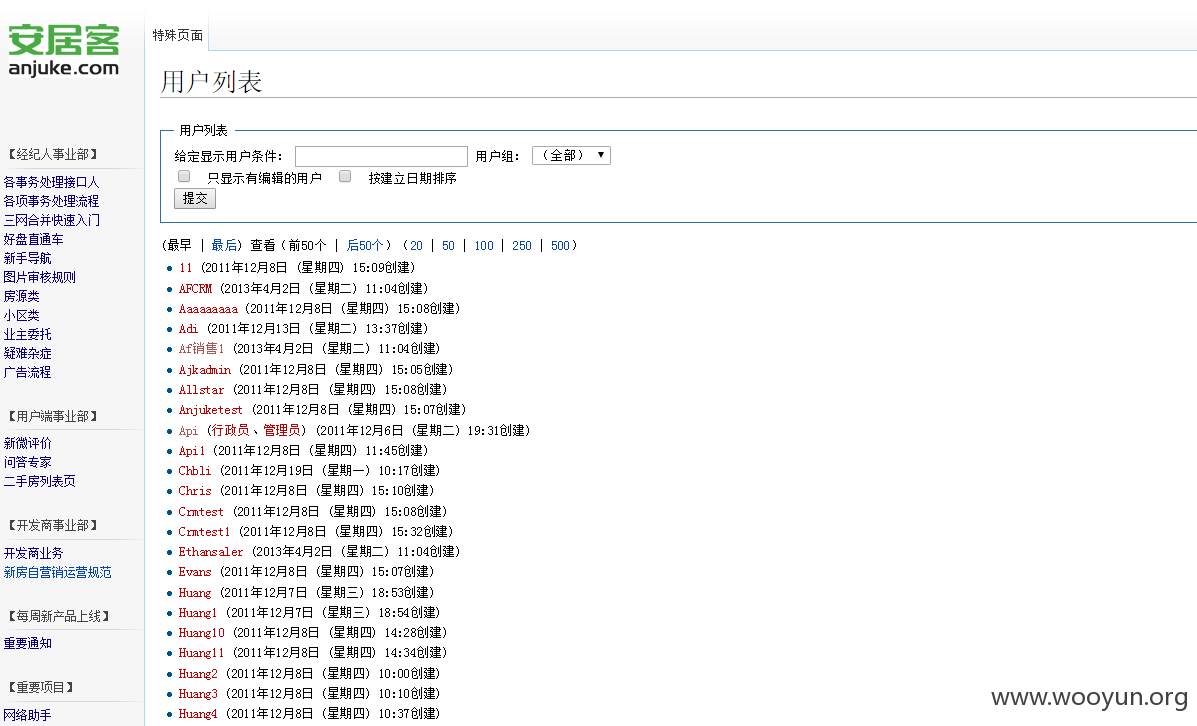 安居客
anjuke.com
特殊页面
用户列表
用户列表
给定显示用户条件： 用户组： （全部）
只显示有编辑的用户 按建立日期排序
提交
(最早 | 最后) 查看 (前50个 | 后50个) (20 | 50 | 100 | 250 | 500)
11 (2011年12月8日 (星期四) 15:09创建)
AFCRM (2013年4月2日 (星期二) 11:04创建)
Aaaaaaaa (2011年12月8日 (星期四) 15:08创建)
Adi (2011年12月13日 (星期二) 13:37创建)
Af销售1 (2013年4月2日 (星期二) 11:04创建)
Ajkadmin (2011年12月8日 (星期四) 15:05创建)
Allstar (2011年12月8日 (星期四) 15:08创建)
Anjuketest (2011年12月8日 (星期四) 15:07创建)
Api (行政员、管理员) (2011年12月6日 (星期二) 19:31创建)
Api1 (2011年12月8日 (星期四) 11:45创建)
Chbli (2011年12月19日 (星期一) 10:17创建)
Chris (2011年12月8日 (星期四) 15:10创建)
Crmtest (2011年12月8日 (星期四) 15:08创建)
Crmtest1 (2011年12月8日 (星期四) 15:32创建)
Ethansaler (2013年4月2日 (星期二) 11:04创建)
Evans (2011年12月8日 (星期四) 15:07创建)
Huang (2011年12月7日 (星期三) 18:53创建)
Huang1 (2011年12月7日 (星期三) 18:54创建)
Huang10 (2011年12月8日 (星期四) 14:28创建)
Huang11 (2011年12月8日 (星期四) 14:34创建)
Huang2 (2011年12月8日 (星期四) 10:00创建)
Huang3 (2011年12月8日 (星期四) 10:10创建)
Huang4 (2011年12月8日 (星期四) 10:37创建)
【经纪人事业部】
各事务处理接口人
各项事务处理流程
三网合并快速入门
好盘直通车
新手导航
图片审核规则
房源类
小区类
业主委托
疑难杂症
广告流程
【用户端事业部】
新微评价
问答专家
二手房列表页
【开发商事业部】
开发商业务
新房自营销运营规范
【每周新产品上线】
重要通知
【重要项目】
网络助手
www.wooyun.org